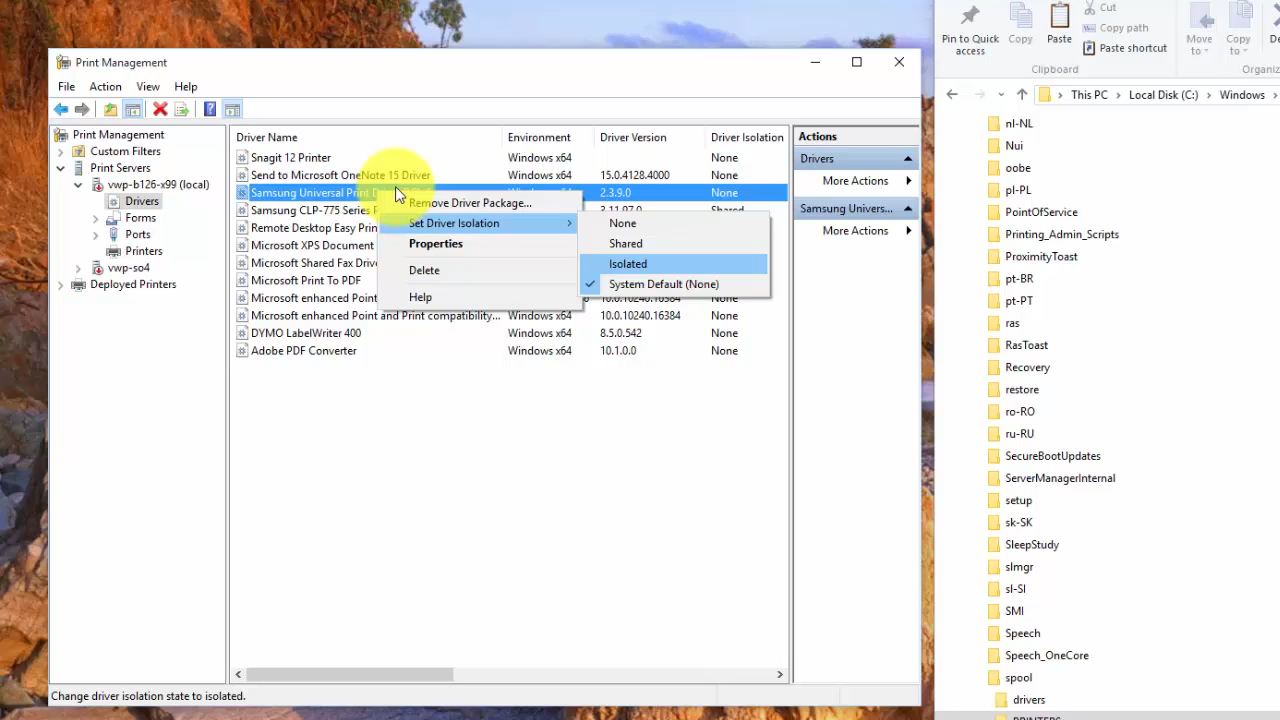 Print Management
File Action View Help
Print Management
Custom Filters
Print Servers
vwp-b126-x99 (local)
Drivers
Forms
Ports
Printers
vwp-so4
Deployed Printers
Driver Name Environment Driver Version Driver Isolation
Snagit 12 Printer Windows x64 None
Send to Microsoft OneNote 15 Driver Windows x64 15.0.4128.4000 None
Samsung Universal Print 2.3.9.0 None
Samsung CLP-775 Series Shared
Remote Desktop Easy Prin
Microsoft XPS Document
Microsoft Shared Fax Driv
Microsoft Print To PDF
Microsoft enhanced Point Windows x64 10.0.10240.16384 None
Microsoft enhanced Point and Print compatibility... Windows x64 10.0.10240.16384 None
DYMO LabelWriter 400 Windows x64 8.5.0.542 None
Adobe PDF Converter Windows x64 10.1.0.0 None
Remove Driver Package...
Set Driver Isolation
Properties
Delete
Help
None
Shared
Isolated
System Default (None)
Actions
Drivers
More Actions
Samsung Univers...
More Actions
Change driver isolation state to isolated.
Pin to Quick access
Copy
Paste
Cut
Copy path
Paste shortcut
Move to
Copy to
Clipboard
Organiz
This PC Local Disk (C:) Windows
nl-NL
Nui
oobe
pl-PL
PointOfService
Printing_Admin_Scripts
ProximityToast
pt-BR
pt-PT
ras
RasToast
Recovery
restore
ro-RO
ru-RU
SecureBootUpdates
ServerManagerInternal
setup
sk-SK
SleepStudy
slmgr
sl-SI
SMI
Speech
Speech_OneCore
spool
drivers
PRINTERS